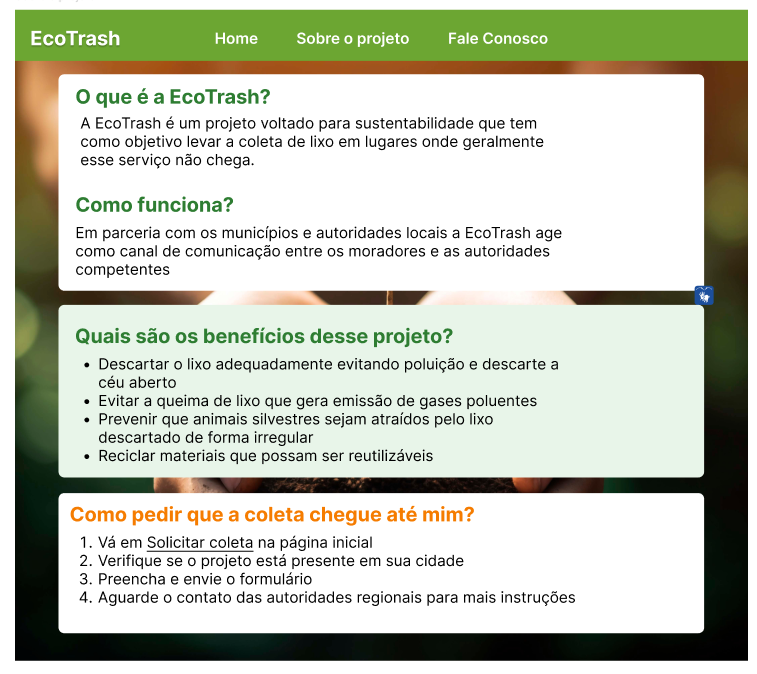 EcoTrash Home Sobre o projeto Fale Conosco
O que é a EcoTrash?
A EcoTrash é um projeto voltado para sustentabilidade que tem
como objetivo levar a coleta de lixo em lugares onde geralmente
esse serviço não chega.
Como funciona?
Em parceria com os municípios e autoridades locais a EcoTrash age
como canal de comunicação entre os moradores e as autoridades
competentes
Quais são os benefícios desse projeto?
• Descartar o lixo adequadamente evitando poluição e descarte a
céu aberto
• Evitar a queima de lixo que gera emissão de gases poluentes
• Prevenir que animais silvestres sejam atraídos pelo lixo
descartado de forma irregular
• Reciclar materiais que possam ser reutilizáveis
Como pedir que a coleta chegue até mim?
1. Vá em Solicitar coleta na página inicial
2. Verifique se o projeto está presente em sua cidade
3. Preencha e envie o formulário
4. Aguarde o contato das autoridades regionais para mais instruções